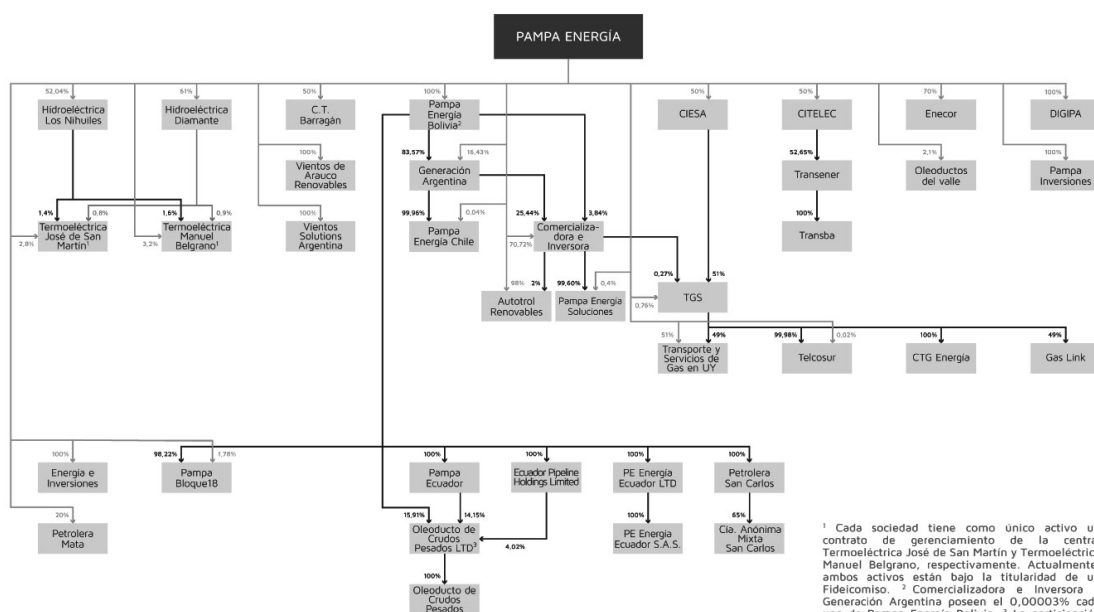 PAMPA ENERGÍA
52,04%
61%
50%
100%
50%
50%
70%
100%
Hidroeléctrica
Los Nihuiles
Hidroeléctrica
Diamante
C.T.
Barragán
Pampa
Energía
Bolivia²
CIESA
CITELEC
Enecor
DIGIPA
100%
83,57%
16,43%
52,65%
2,1%
100%
Vientos de
Arauco
Renovables
Generación
Argentina
Transener
Oleoductos
del valle
Pampa
Inversiones
1,4%
0,8%
1,6%
0,9%
100%
99,96%
0,04%
25,44%
3,84%
100%
Termoeléctrica
José de San
Martín¹
Termoeléctrica
Manuel
Belgrano¹
Vientos
Solutions
Argentina
Pampa
Energía Chile
Comercializa-
dora e
Inversora
Transba
2,8%
3,2%
70,72%
98%
2%
99,60%
0,4%
0,27%
51%
Autotrol
Renovables
Pampa Energía
Soluciones
0,76%
TGS
51%
49%
99,98%
0,02%
100%
49%
Transporte y
Servicios de
Gas en UY
Telcosur
CTG Energía
Gas Link
98,22%
1,78%
100%
100%
100%
100%
100%
Energía e
Inversiones
Pampa
Bloque18
Pampa
Ecuador
Ecuador Pipeline
Holdings Limited
PE Energía
Ecuador LTD
Petrolera
San Carlos
20%
15,91%
14,15%
4,02%
100%
65%
Petrolera
Mata
Oleoducto de
Crudos
Pesados LTD³
PE Energía
Ecuador S.A.S.
Cía. Anónima
Mixta
San Carlos
100%
Oleoducto de
Crudos
Pesados
¹ Cada sociedad tiene como único activo u
contrato de gerenciamiento de la centra
Termoeléctrica José de San Martín y Termoeléctric
Manuel Belgrano, respectivamente. Actualmente
ambos activos están bajo la titularidad de u
Fideicomiso. ² Comercializadora e Inversora
Generación Argentina poseen el 0,00003% cad